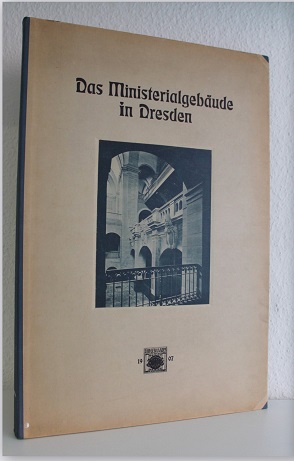 Das Ministerialgebäude
in Dresden
19 07